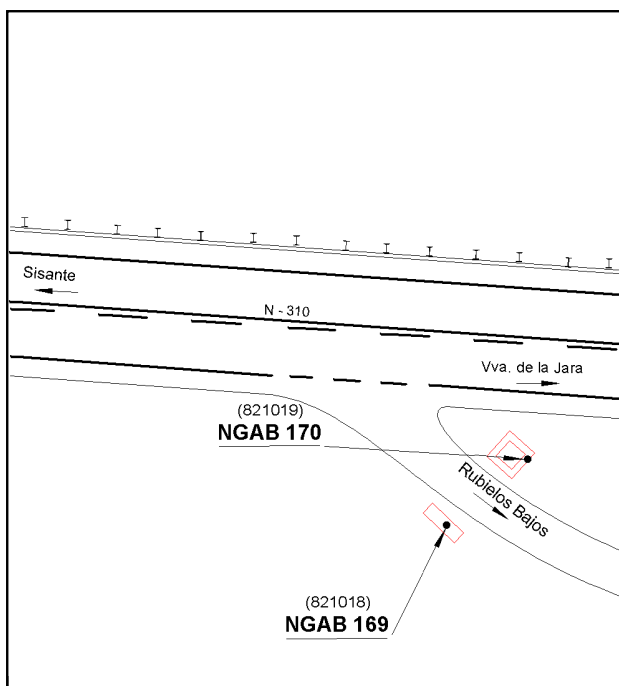 Sisante
N - 310
Vva. de la Jara
(821019)
NGAB 170
Rubielos Bajos
(821018)
NGAB 169